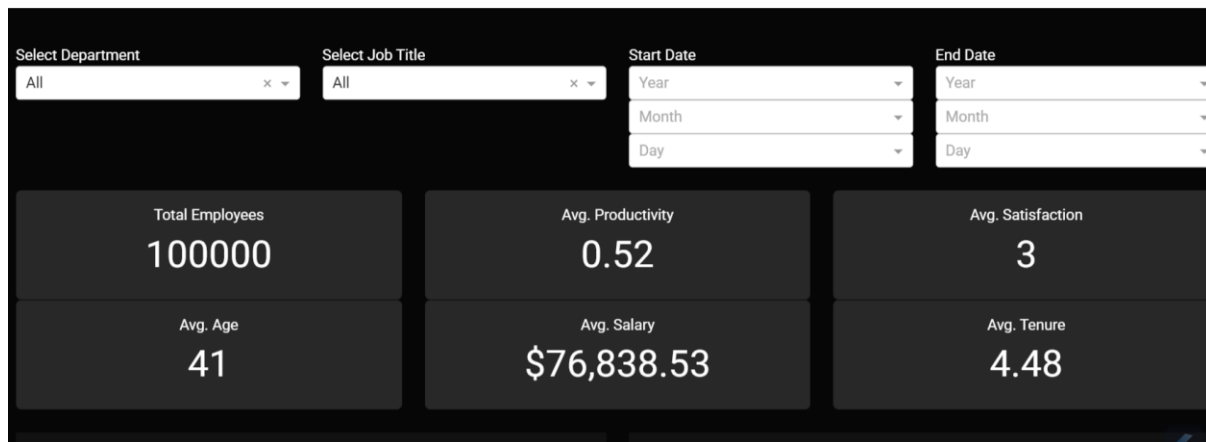 Select Department
Select Job Title
Start Date
End Date
All
All
Year
Year
Month
Month
Day
Day
Total Employees
Avg. Productivity
Avg. Satisfaction
100000
0.52
3
Avg. Age
Avg. Salary
Avg. Tenure
41
$76,838.53
4.48